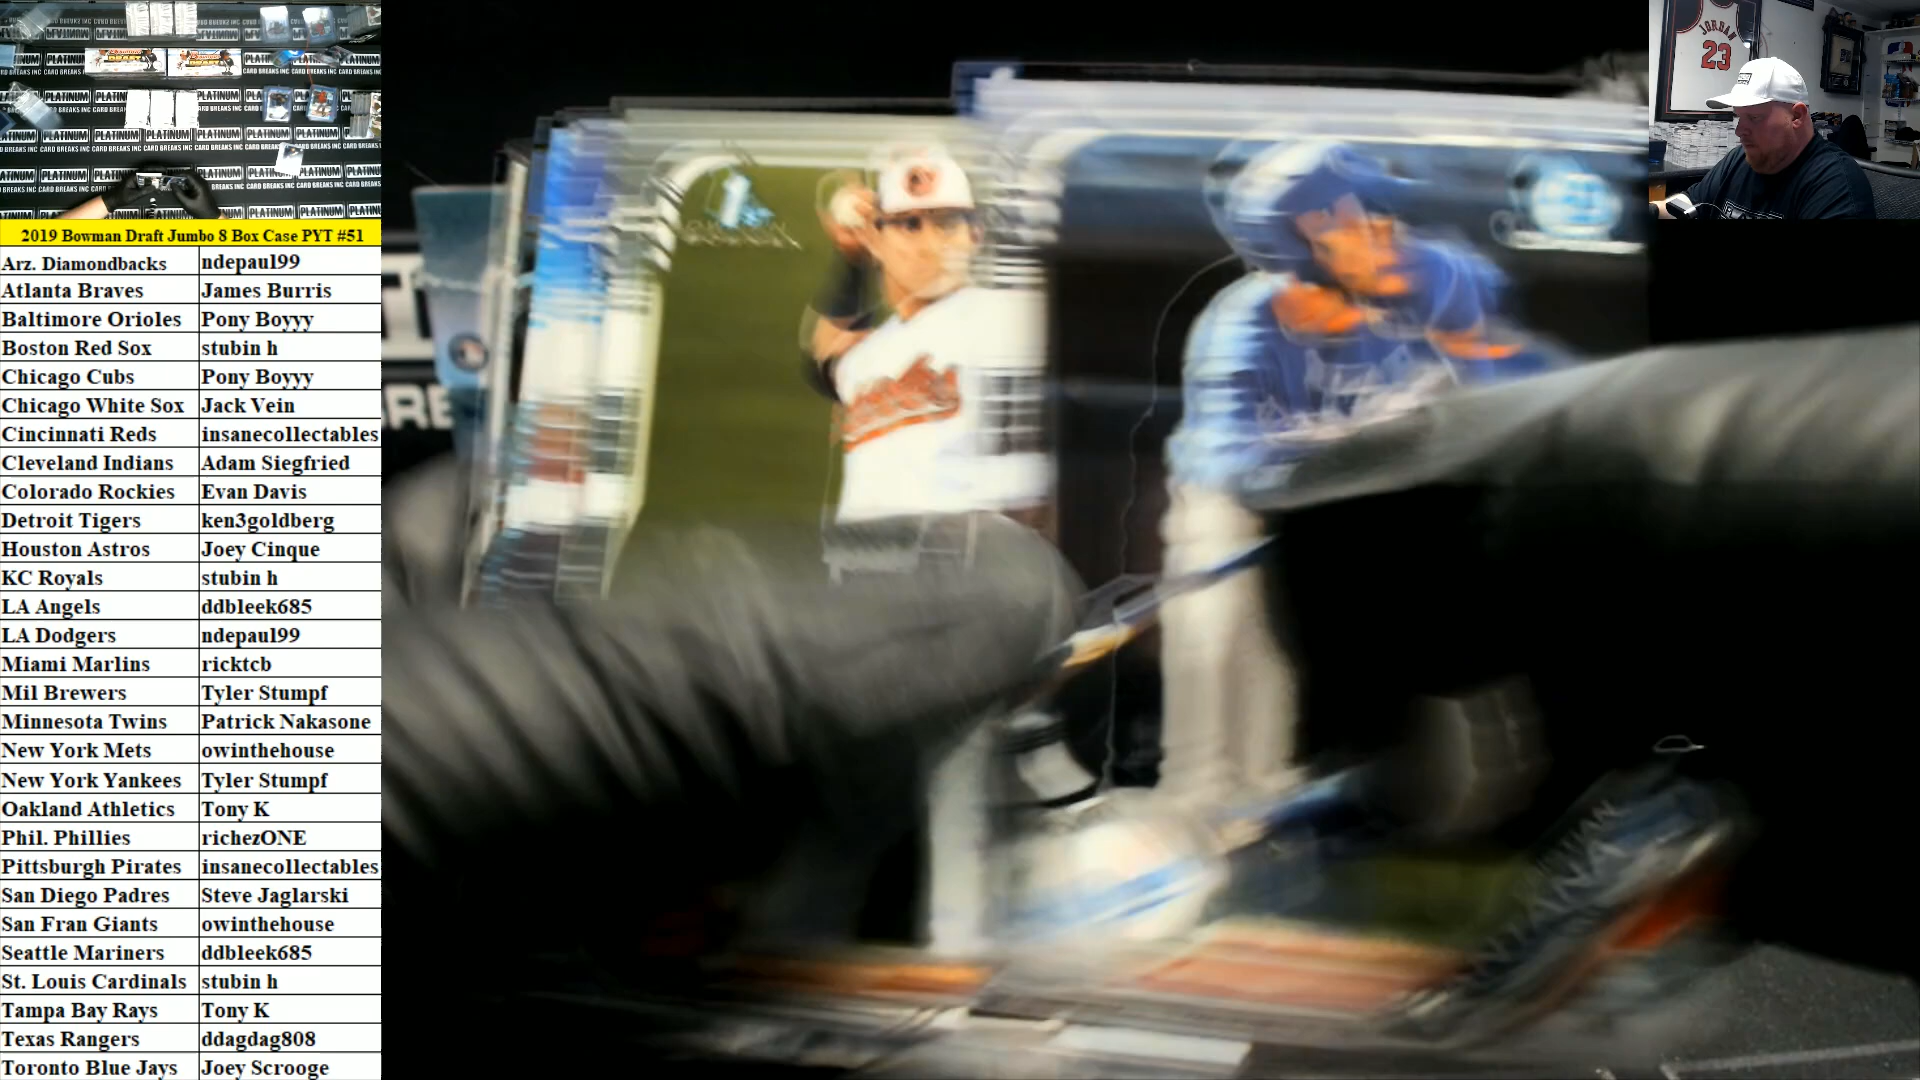 2019 Bowman Draft Jumbo 8 Box Case PYT #51
Arz. Diamondbacks ndepaul99
Atlanta Braves James Burris
Baltimore Orioles Pony Boyyy
Boston Red Sox stubin h
Chicago Cubs Pony Boyyy
Chicago White Sox Jack Vein
Cincinnati Reds insanecollectables
Cleveland Indians Adam Siegfried
Colorado Rockies Evan Davis
Detroit Tigers ken3goldberg
Houston Astros Joey Cinque
KC Royals stubin h
LA Angels ddbleek685
LA Dodgers ndepaul99
Miami Marlins ricktcb
Mil Brewers Tyler Stumpf
Minnesota Twins Patrick Nakasone
New York Mets owinthehouse
New York Yankees Tyler Stumpf
Oakland Athletics Tony K
Phil. Phillies richezONE
Pittsburgh Pirates insanecollectables
San Diego Padres Steve Jaglarski
San Fran Giants owinthehouse
Seattle Mariners ddbleek685
St. Louis Cardinals stubin h
Tampa Bay Rays Tony K
Texas Rangers ddagdag808
Toronto Blue Jays Joey Scrooge
PLATINUM
CARD BREAKS INC
JORDAN
23